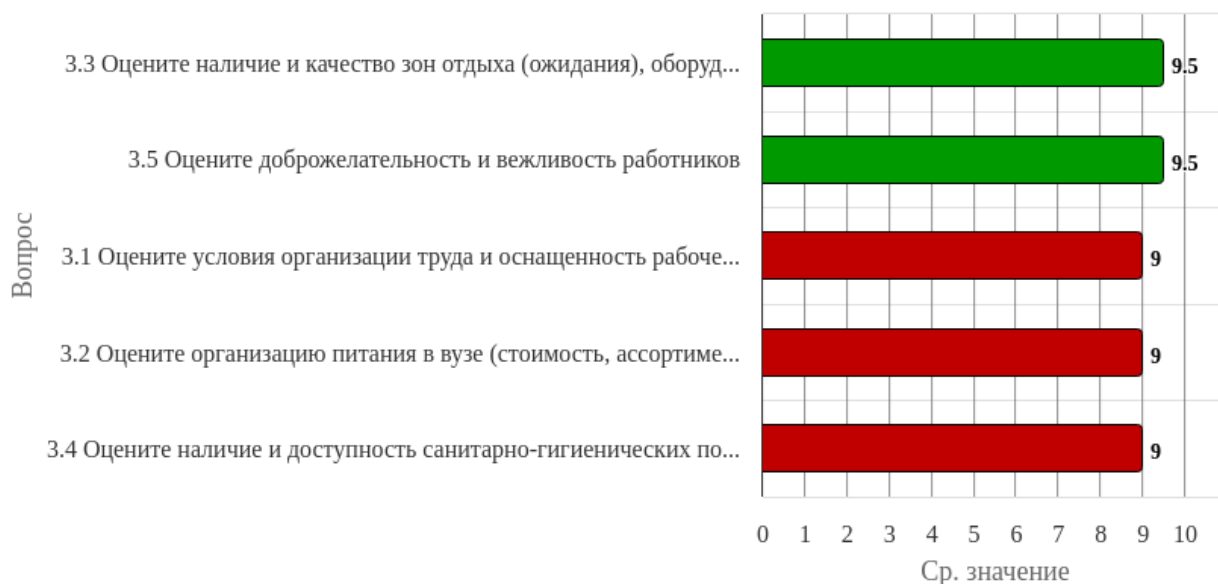 3.3 Оцените наличие и качество зон отдыха (ожидания), оборуд...
9.5
3.5 Оцените доброжелательность и вежливость работников
9.5
3.1 Оцените условия организации труда и оснащенность рабоче...
9
3.2 Оцените организацию питания в вузе (стоимость, ассортиме...
9
3.4 Оцените наличие и доступность санитарно-гигиенических по...
9
Вопрос
0 1 2 3 4 5 6 7 8 9 10
Ср. значение